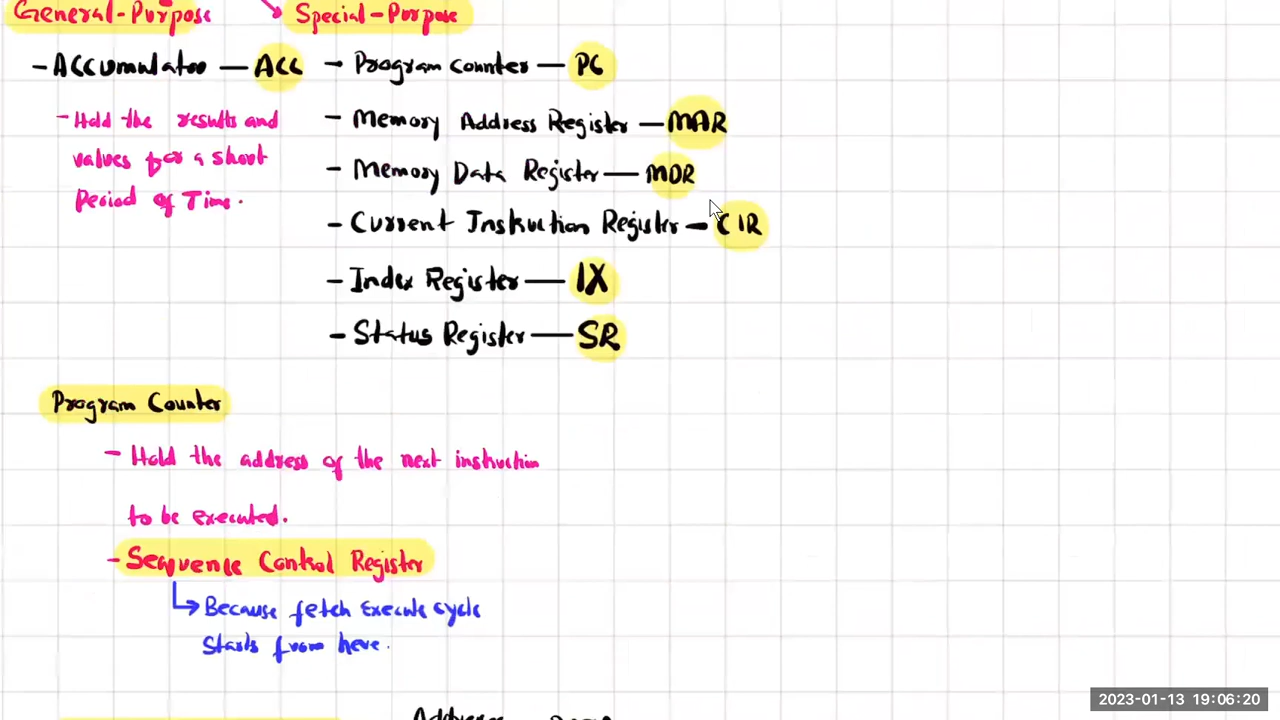 General-Purpose
Special-Purpose
- Accumulator — ACC
- Hold the results and
values for a short
Period of Time.
- Program counter — PC
- Memory Address Register — MAR
- Memory Data Register — MDR
- Current Instruction Register — CIR
- Index Register — IX
- Status Register — SR
Program Counter
- Hold the address of the next instruction
to be executed.
- Sequence Control Register
Because fetch Execute cycle
Starts from here.
2023-01-13 19:06:20